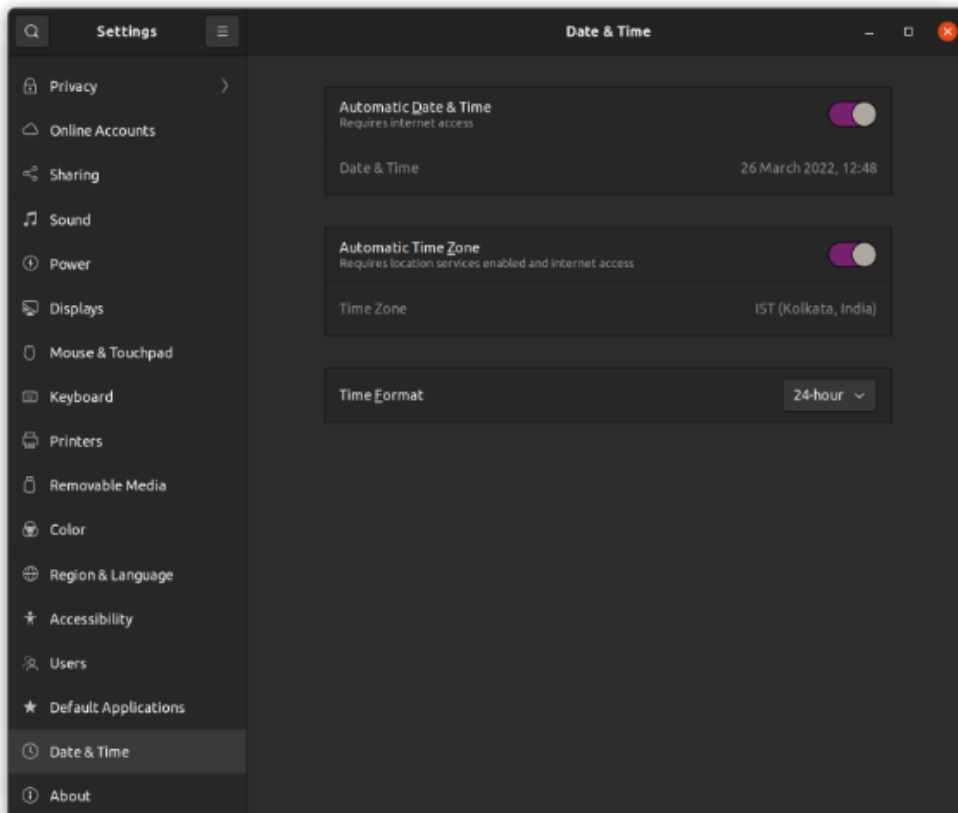 Settings
Date & Time
Privacy
Online Accounts
Sharing
Sound
Power
Displays
Mouse & Touchpad
Keyboard
Printers
Removable Media
Color
Region & Language
Accessibility
Users
Default Applications
Date & Time
About
Automatic Date & Time
Requires internet access
Date & Time 26 March 2022, 12:48
Automatic Time Zone
Requires location services enabled and internet access
Time Zone IST (Kolkata, India)
Time Format 24-hour